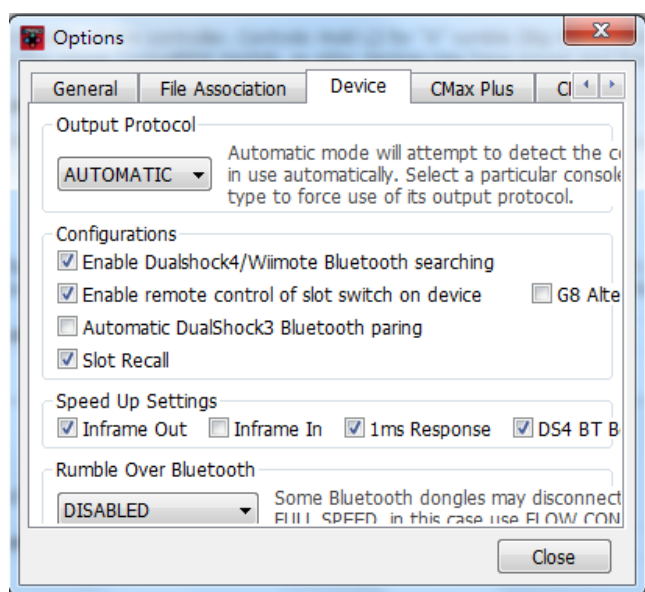 Options
General File Association Device CMax Plus
Output Protocol
AUTOMATIC
Automatic mode will attempt to detect the
in use automatically. Select a particular console
type to force use of its output protocol.
Configurations
Enable Dualshock4/Wiimote Bluetooth searching
Enable remote control of slot switch on device G8 Alte
Automatic DualShock3 Bluetooth paring
Slot Recall
Speed Up Settings
Inframe Out Inframe In 1ms Response DS4 BT B
Rumble Over Bluetooth
DISABLED
Some Bluetooth dongles may disconnect
FULL SPEED, in this case use FLOW CON
Close